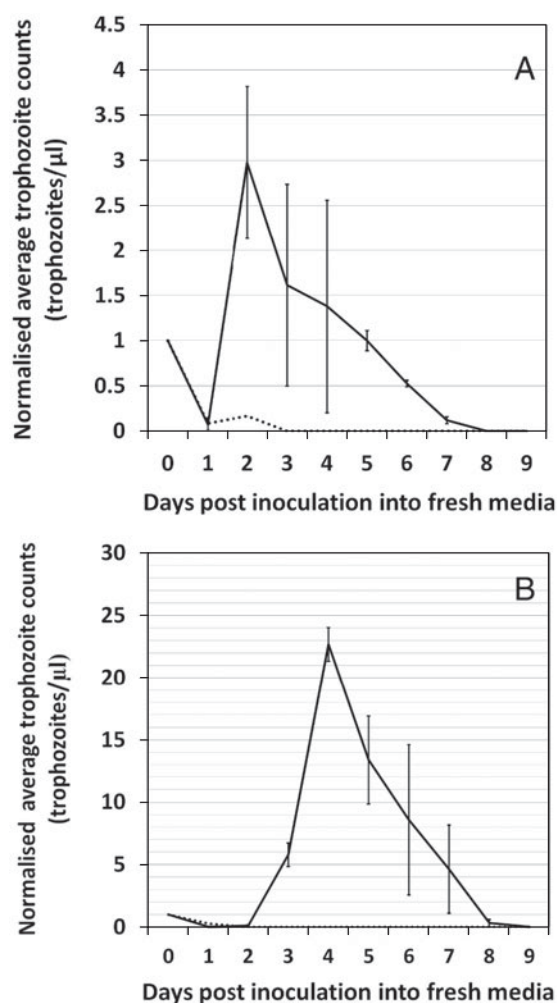 A
Normalised average trophozoite counts
(trophozoites/µl)
4.5
4
3.5
3
2.5
2
1.5
1
0.5
0
0 1 2 3 4 5 6 7 8 9
Days post inoculation into fresh media
B
Normalised average trophozoite counts
(trophozoites/µl)
30
25
20
15
10
5
0
0 1 2 3 4 5 6 7 8 9
Days post inoculation into fresh media